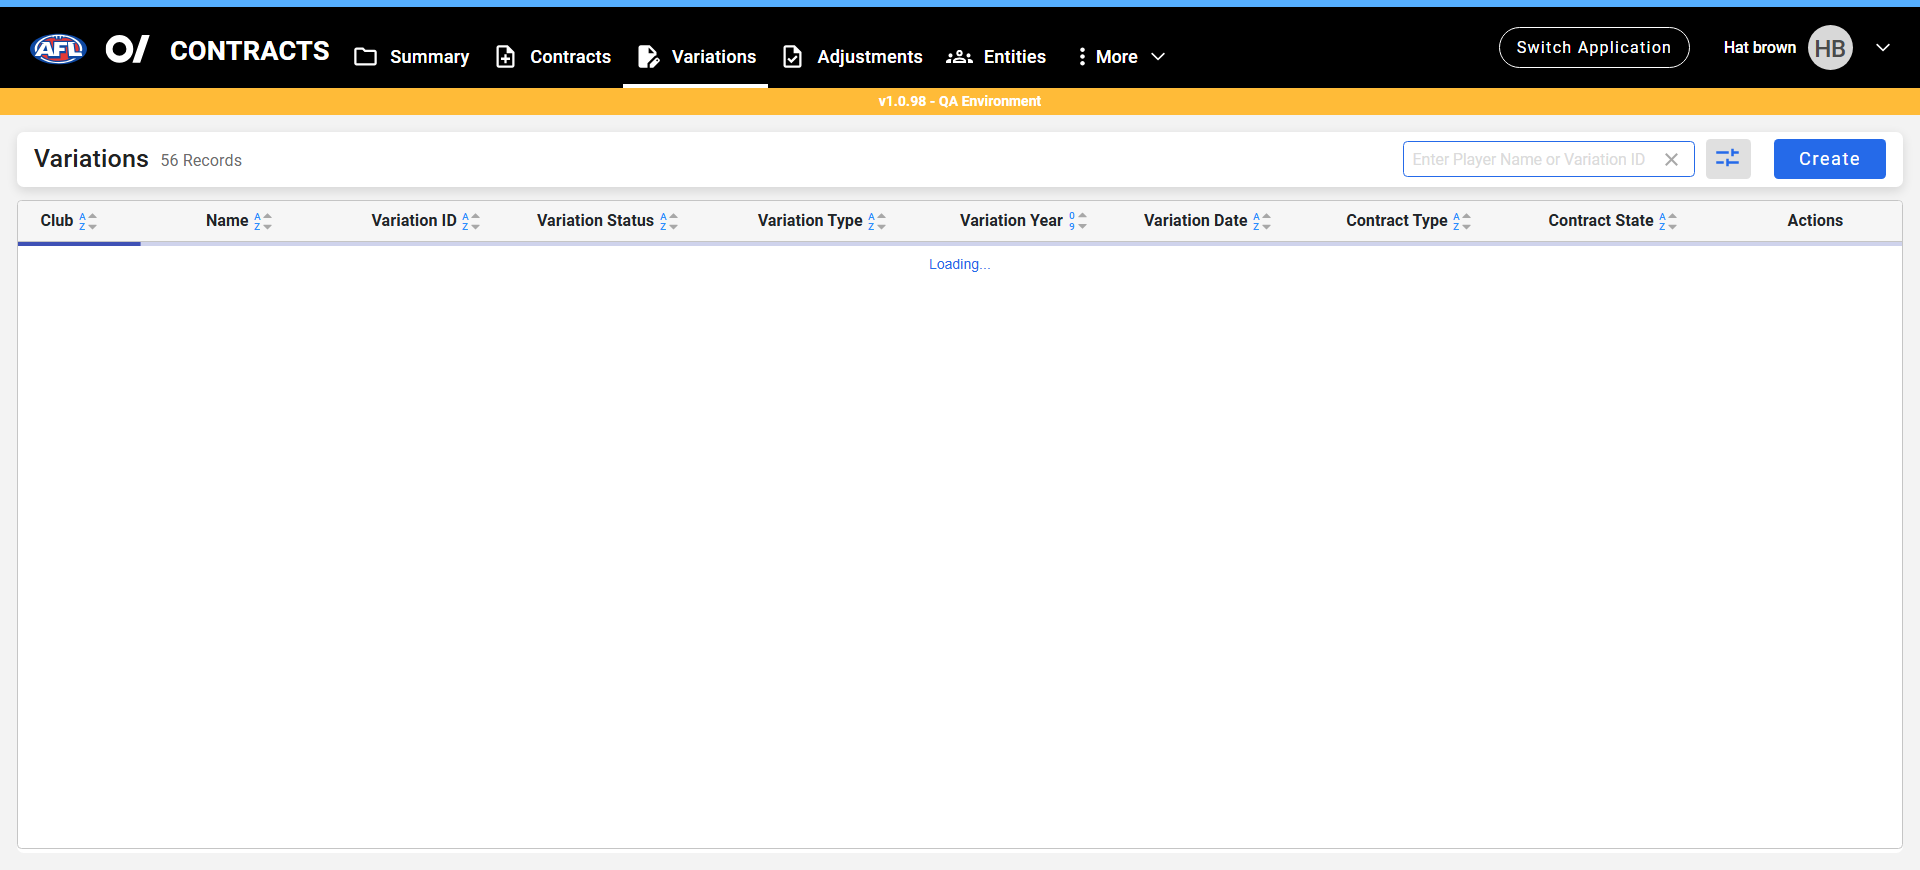 AFL O/ CONTRACTS Summary Contracts Variations Adjustments Entities More Switch Application Hat brown HB
v1.0.98 - QA Environment
Variations 56 Records Enter Player Name or Variation ID Create
Club Name Variation ID Variation Status Variation Type Variation Year Variation Date Contract Type Contract State Actions
Loading...